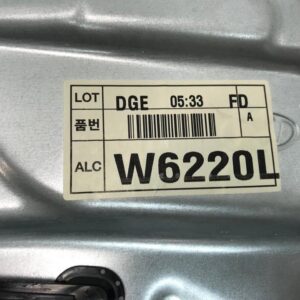 LOT DGE 05:33 FD
품번 A
ALC W6220L